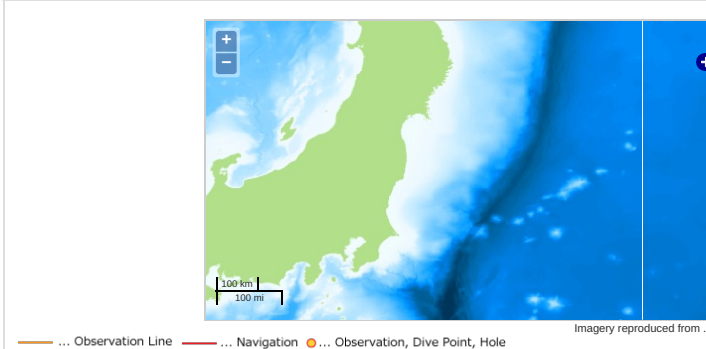 +
−
100 km
100 mi
Imagery reproduced from .
... Observation Line ... Navigation ... Observation, Dive Point, Hole